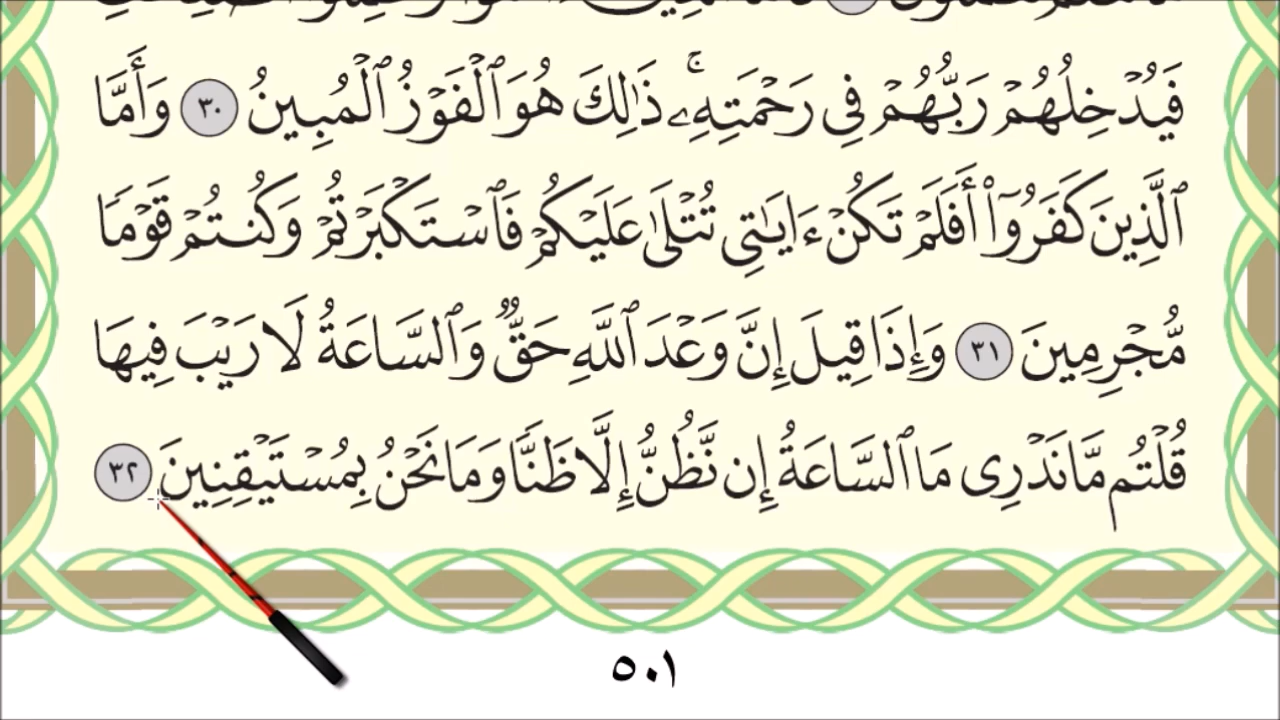 فَيُدْخِلُهُمْ رَبُّهُمْ فِى رَحْمَتِهِۦ ۚ ذَٰلِكَ هُوَ ٱلْفَوْزُ ٱلْمُبِينُ ٣٠ وَأَمَّا
ٱلَّذِينَ كَفَرُوٓا۟ أَفَلَمْ تَكُنْ ءَايَـٰتِى تُتْلَىٰ عَلَيْكُمْ فَٱسْتَكْبَرْتُمْ وَكُنتُمْ قَوْمًا
مُّجْرِمِينَ ٣١ وَإِذَا قِيلَ إِنَّ وَعْدَ ٱللَّهِ حَقٌّ وَٱلسَّاعَةُ لَا رَيْبَ فِيهَا
قُلْتُم مَّا نَدْرِى مَا ٱلسَّاعَةُ إِن نَّظُنُّ إِلَّا ظَنًّا وَمَا نَحْنُ بِمُسْتَيْقِنِينَ ٣٢
٥٠١